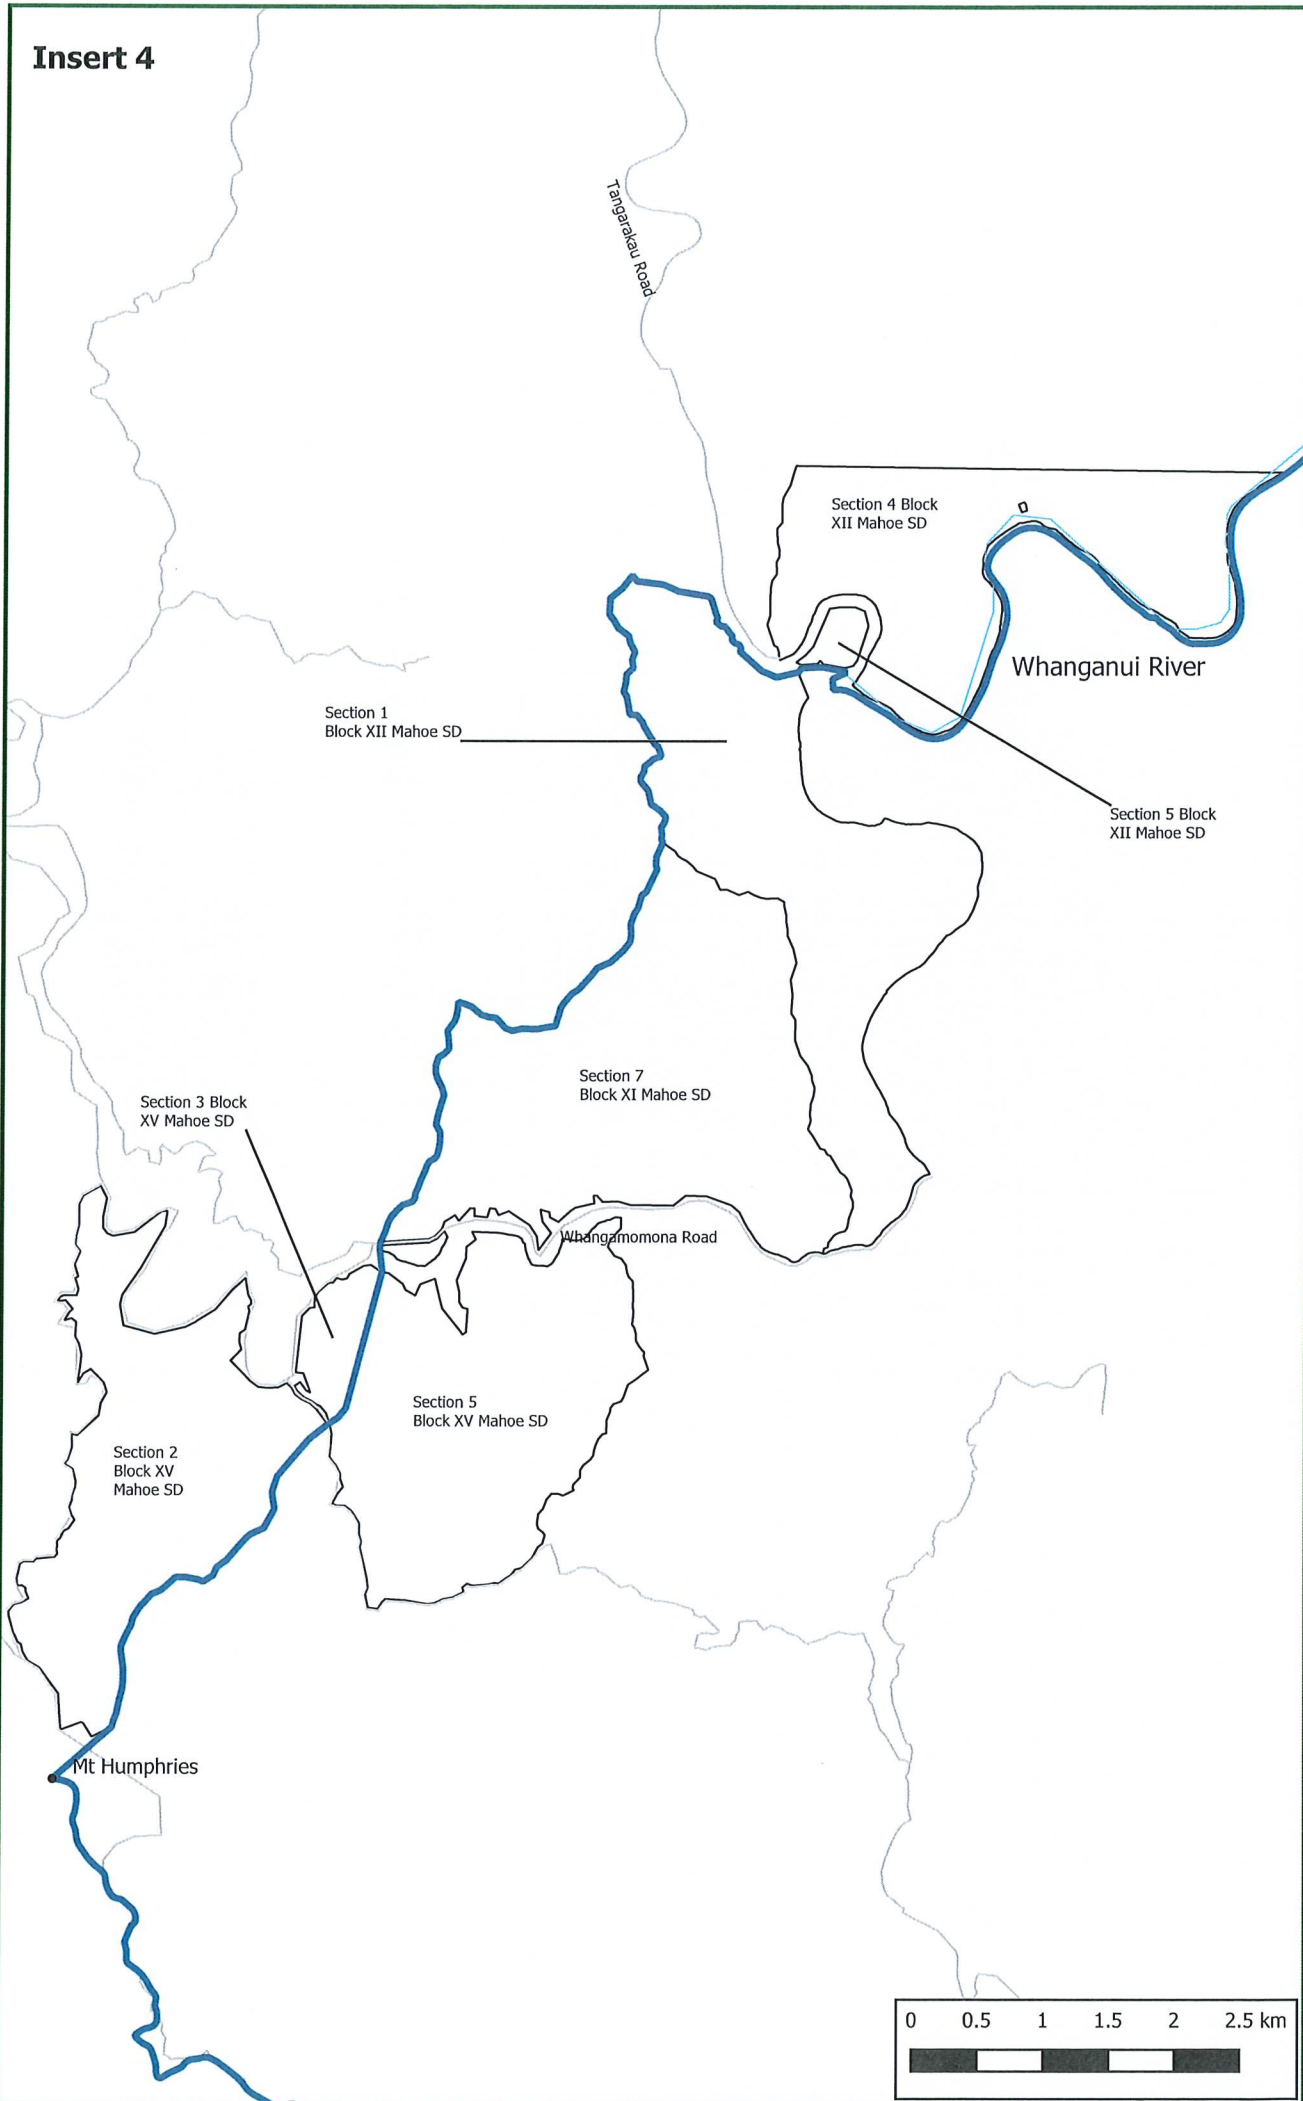 Insert 4
Tangarakau Road
Section 4 Block
XII Mahoe SD
Whanganui River
Section 1
Block XII Mahoe SD
Section 5 Block
XII Mahoe SD
Section 7
Block XI Mahoe SD
Section 3 Block
XV Mahoe SD
Whangamomona Road
Section 5
Block XV Mahoe SD
Section 2
Block XV
Mahoe SD
Mt Humphries
0 0.5 1 1.5 2 2.5 km